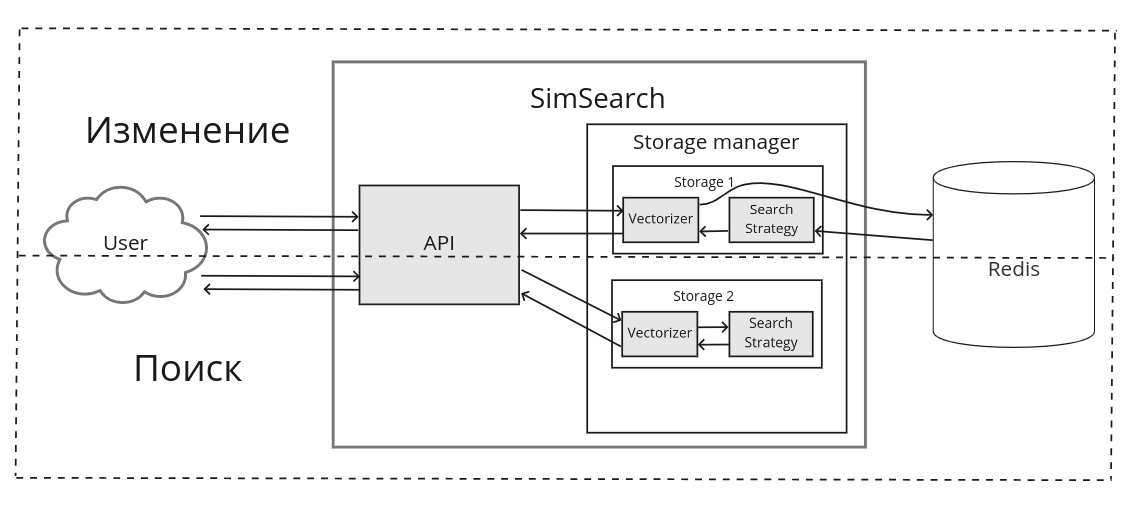 SimSearch
Изменение
Storage manager
Storage 1
Vectorizer
Search
Strategy
User
API
Redis
Storage 2
Vectorizer
Search
Strategy
Поиск